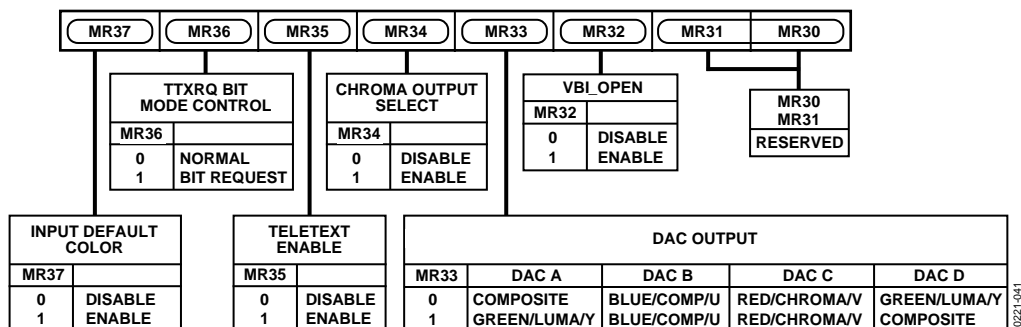 MR37 MR36 MR35 MR34 MR33 MR32 MR31 MR30
TTXRQ BIT
MODE CONTROL
MR36
0 NORMAL
1 BIT REQUEST
CHROMA OUTPUT
SELECT
MR34
0 DISABLE
1 ENABLE
VBI_OPEN
MR32
0 DISABLE
1 ENABLE
MR30
MR31
RESERVED
INPUT DEFAULT
COLOR
MR37
0 DISABLE
1 ENABLE
TELETEXT
ENABLE
MR35
0 DISABLE
1 ENABLE
DAC OUTPUT
MR33 DAC A DAC B DAC C DAC D
0 COMPOSITE BLUE/COMP/U RED/CHROMA/V GREEN/LUMA/Y
1 GREEN/LUMA/Y BLUE/COMP/U RED/CHROMA/V COMPOSITE
0221-041